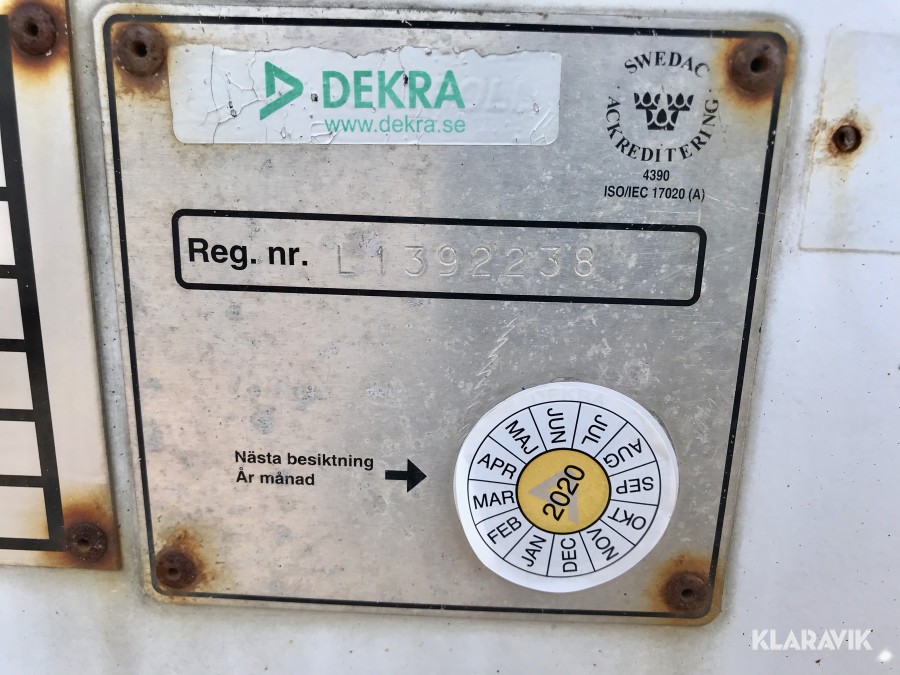 DEKRA
www.dekra.se
SWEDAC
ACKREDITERING
4390
ISO/IEC 17020 (A)
Reg. nr. L1392238
Nästa besiktning
År månad
JAN FEB MAR APR MAJ JUN JUL AUG SEP OKT NOV DEC
2020
KLARAVIK